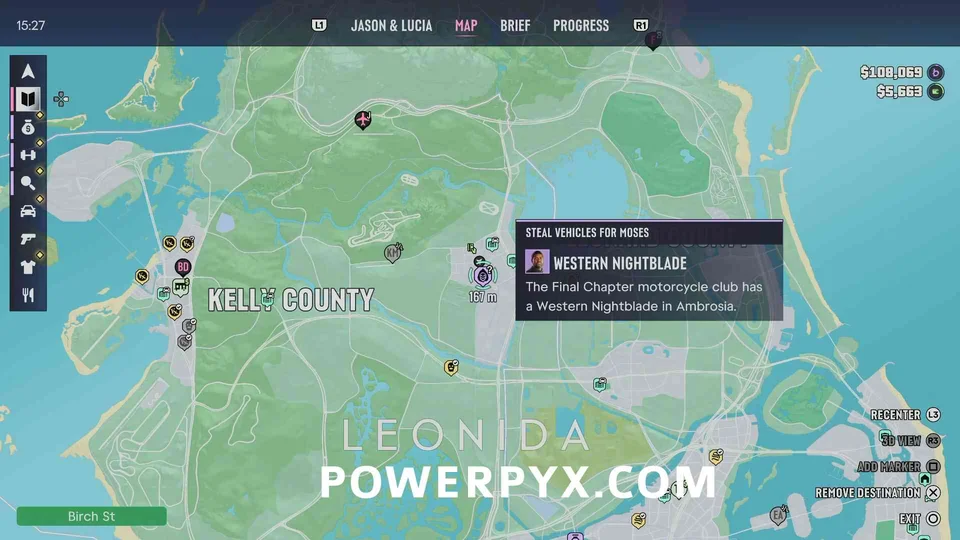 15:27
L1 JASON & LUCIA MAP BRIEF PROGRESS R1
$108,069
$5,663
STEAL VEHICLES FOR MOSES
WESTERN NIGHTBLADE
The Final Chapter motorcycle club has
a Western Nightblade in Ambrosia.
KM
BD
167 m
KELLY COUNTY
LEONIDA
POWERPYX.COM
RECENTER L3
3D VIEW R3
ADD MARKER
REMOVE DESTINATION
EA
EXIT
Birch St